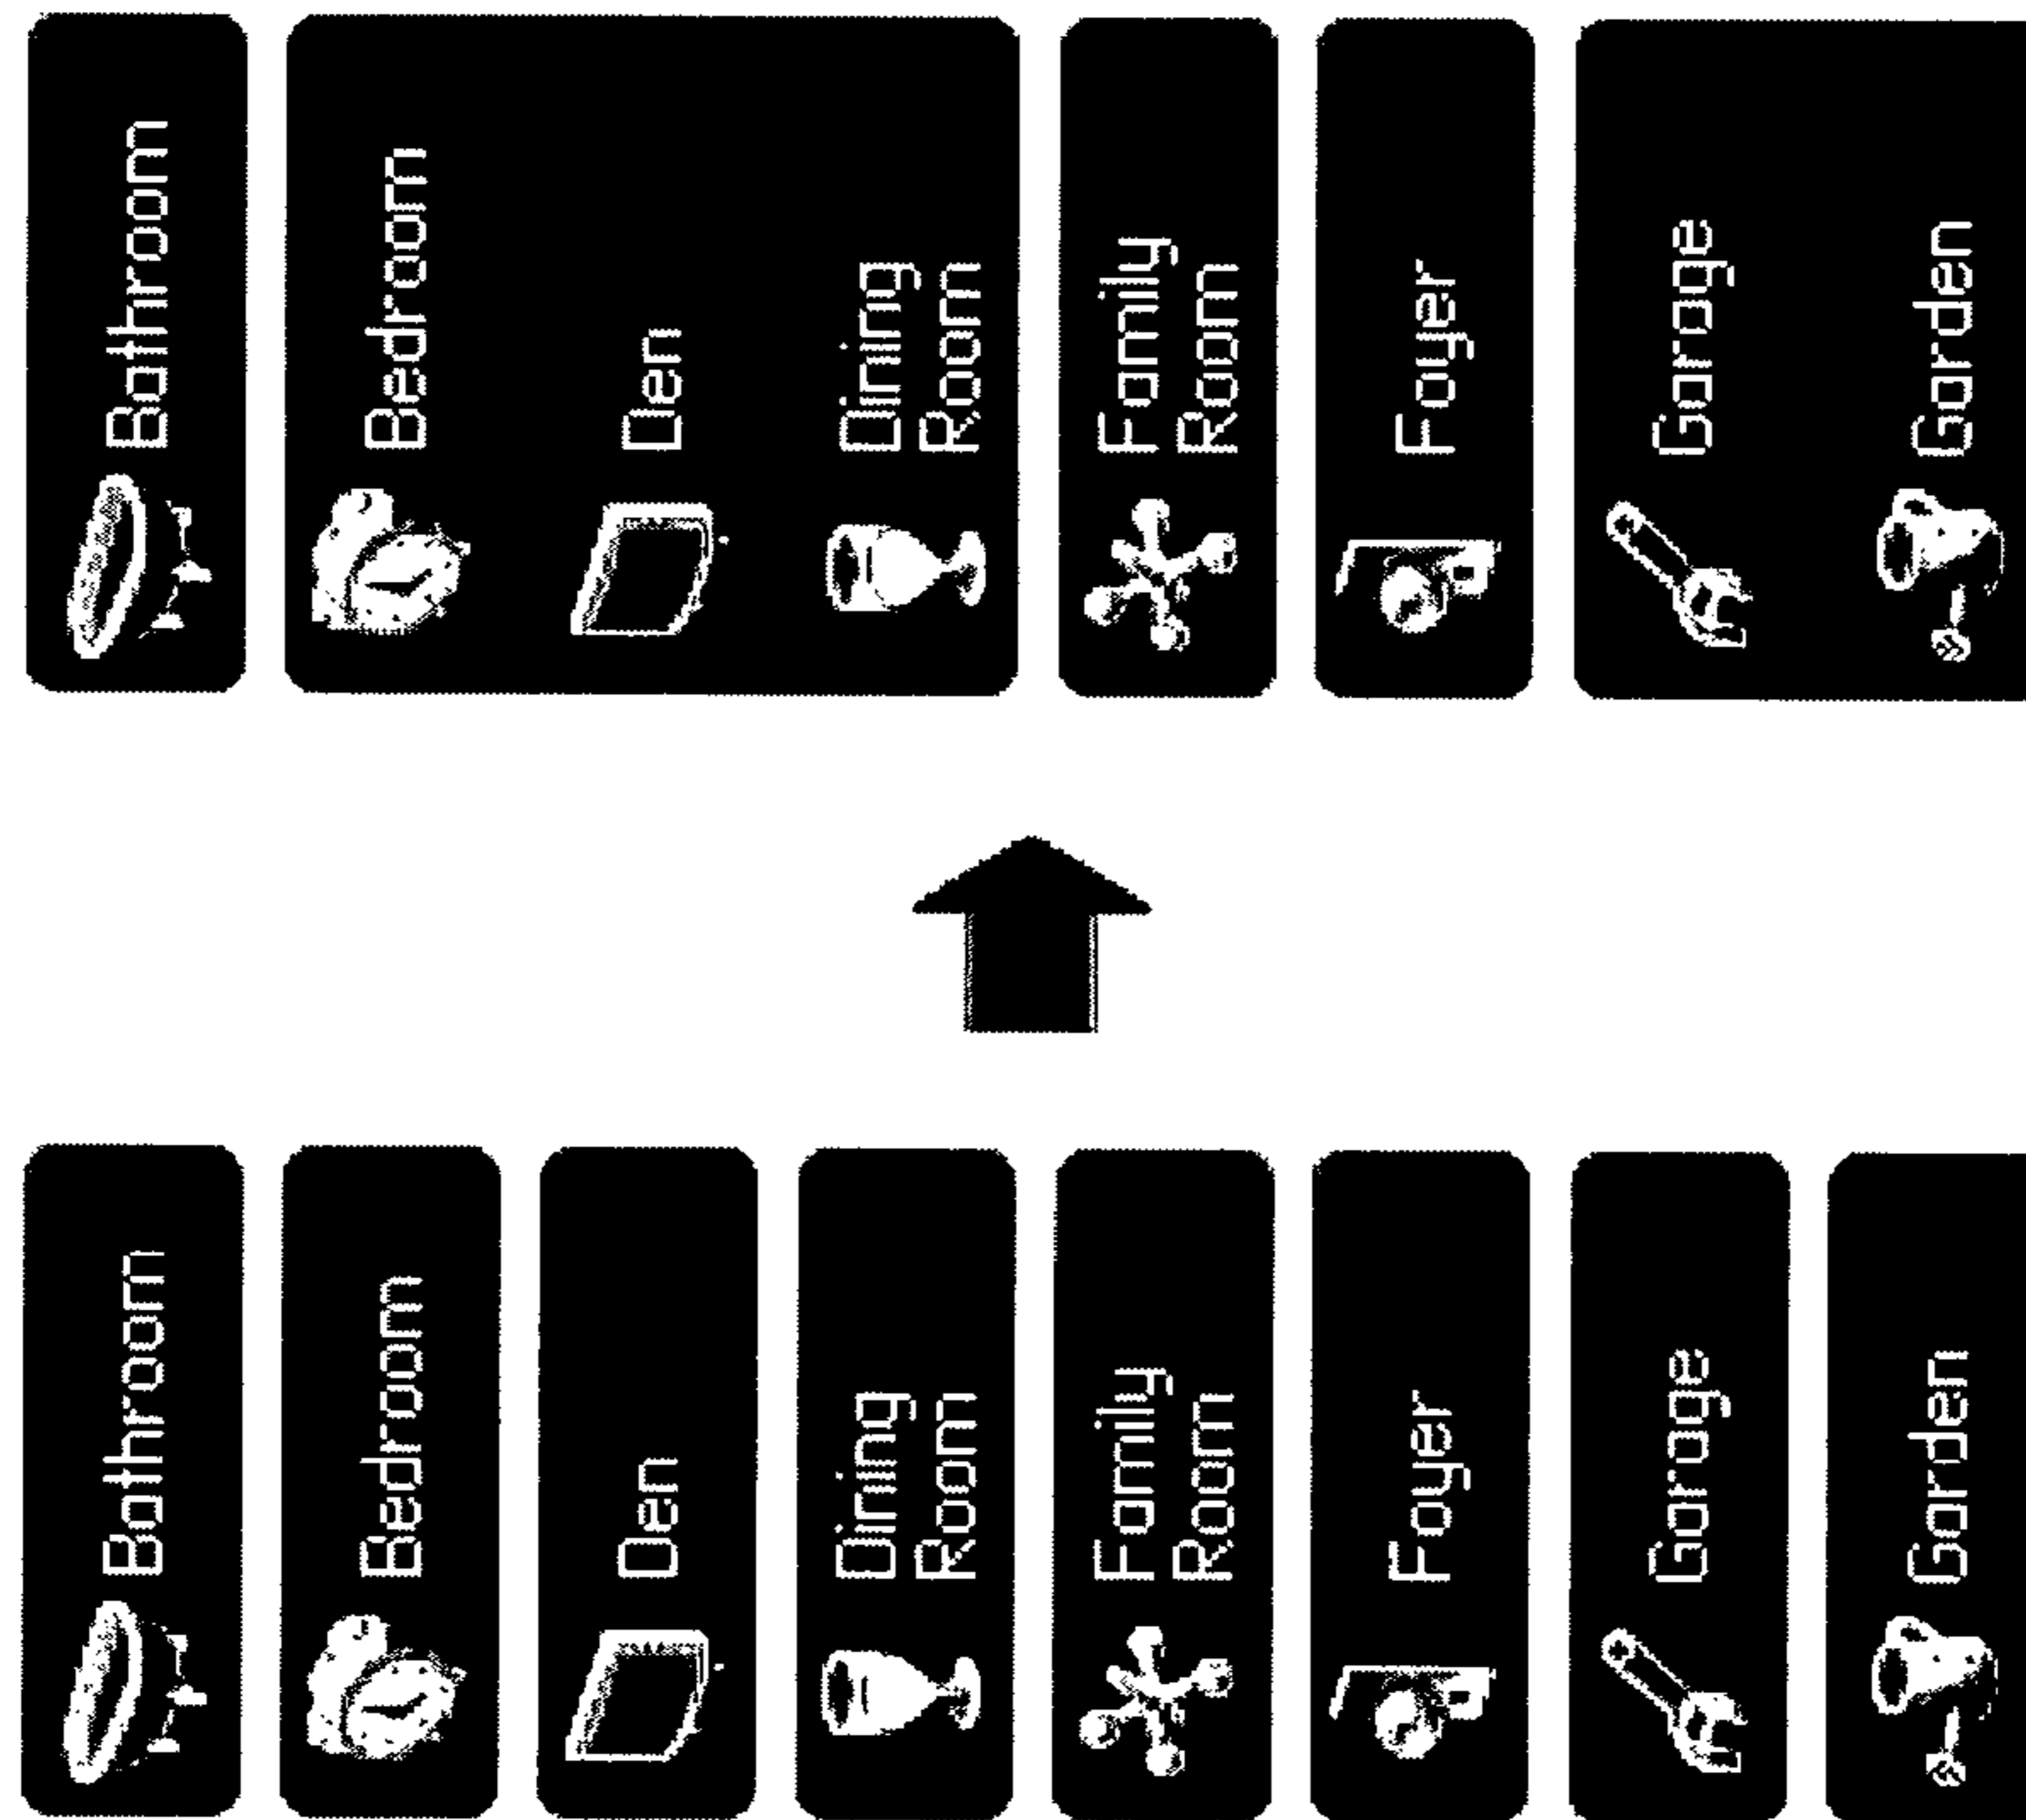 Bathroom
Bedroom
Den
Dining
Room
Family
Room
Foyer
Garage
Garden
Bathroom
Bedroom
Den
Dining
Room
Family
Room
Foyer
Garage
Garden